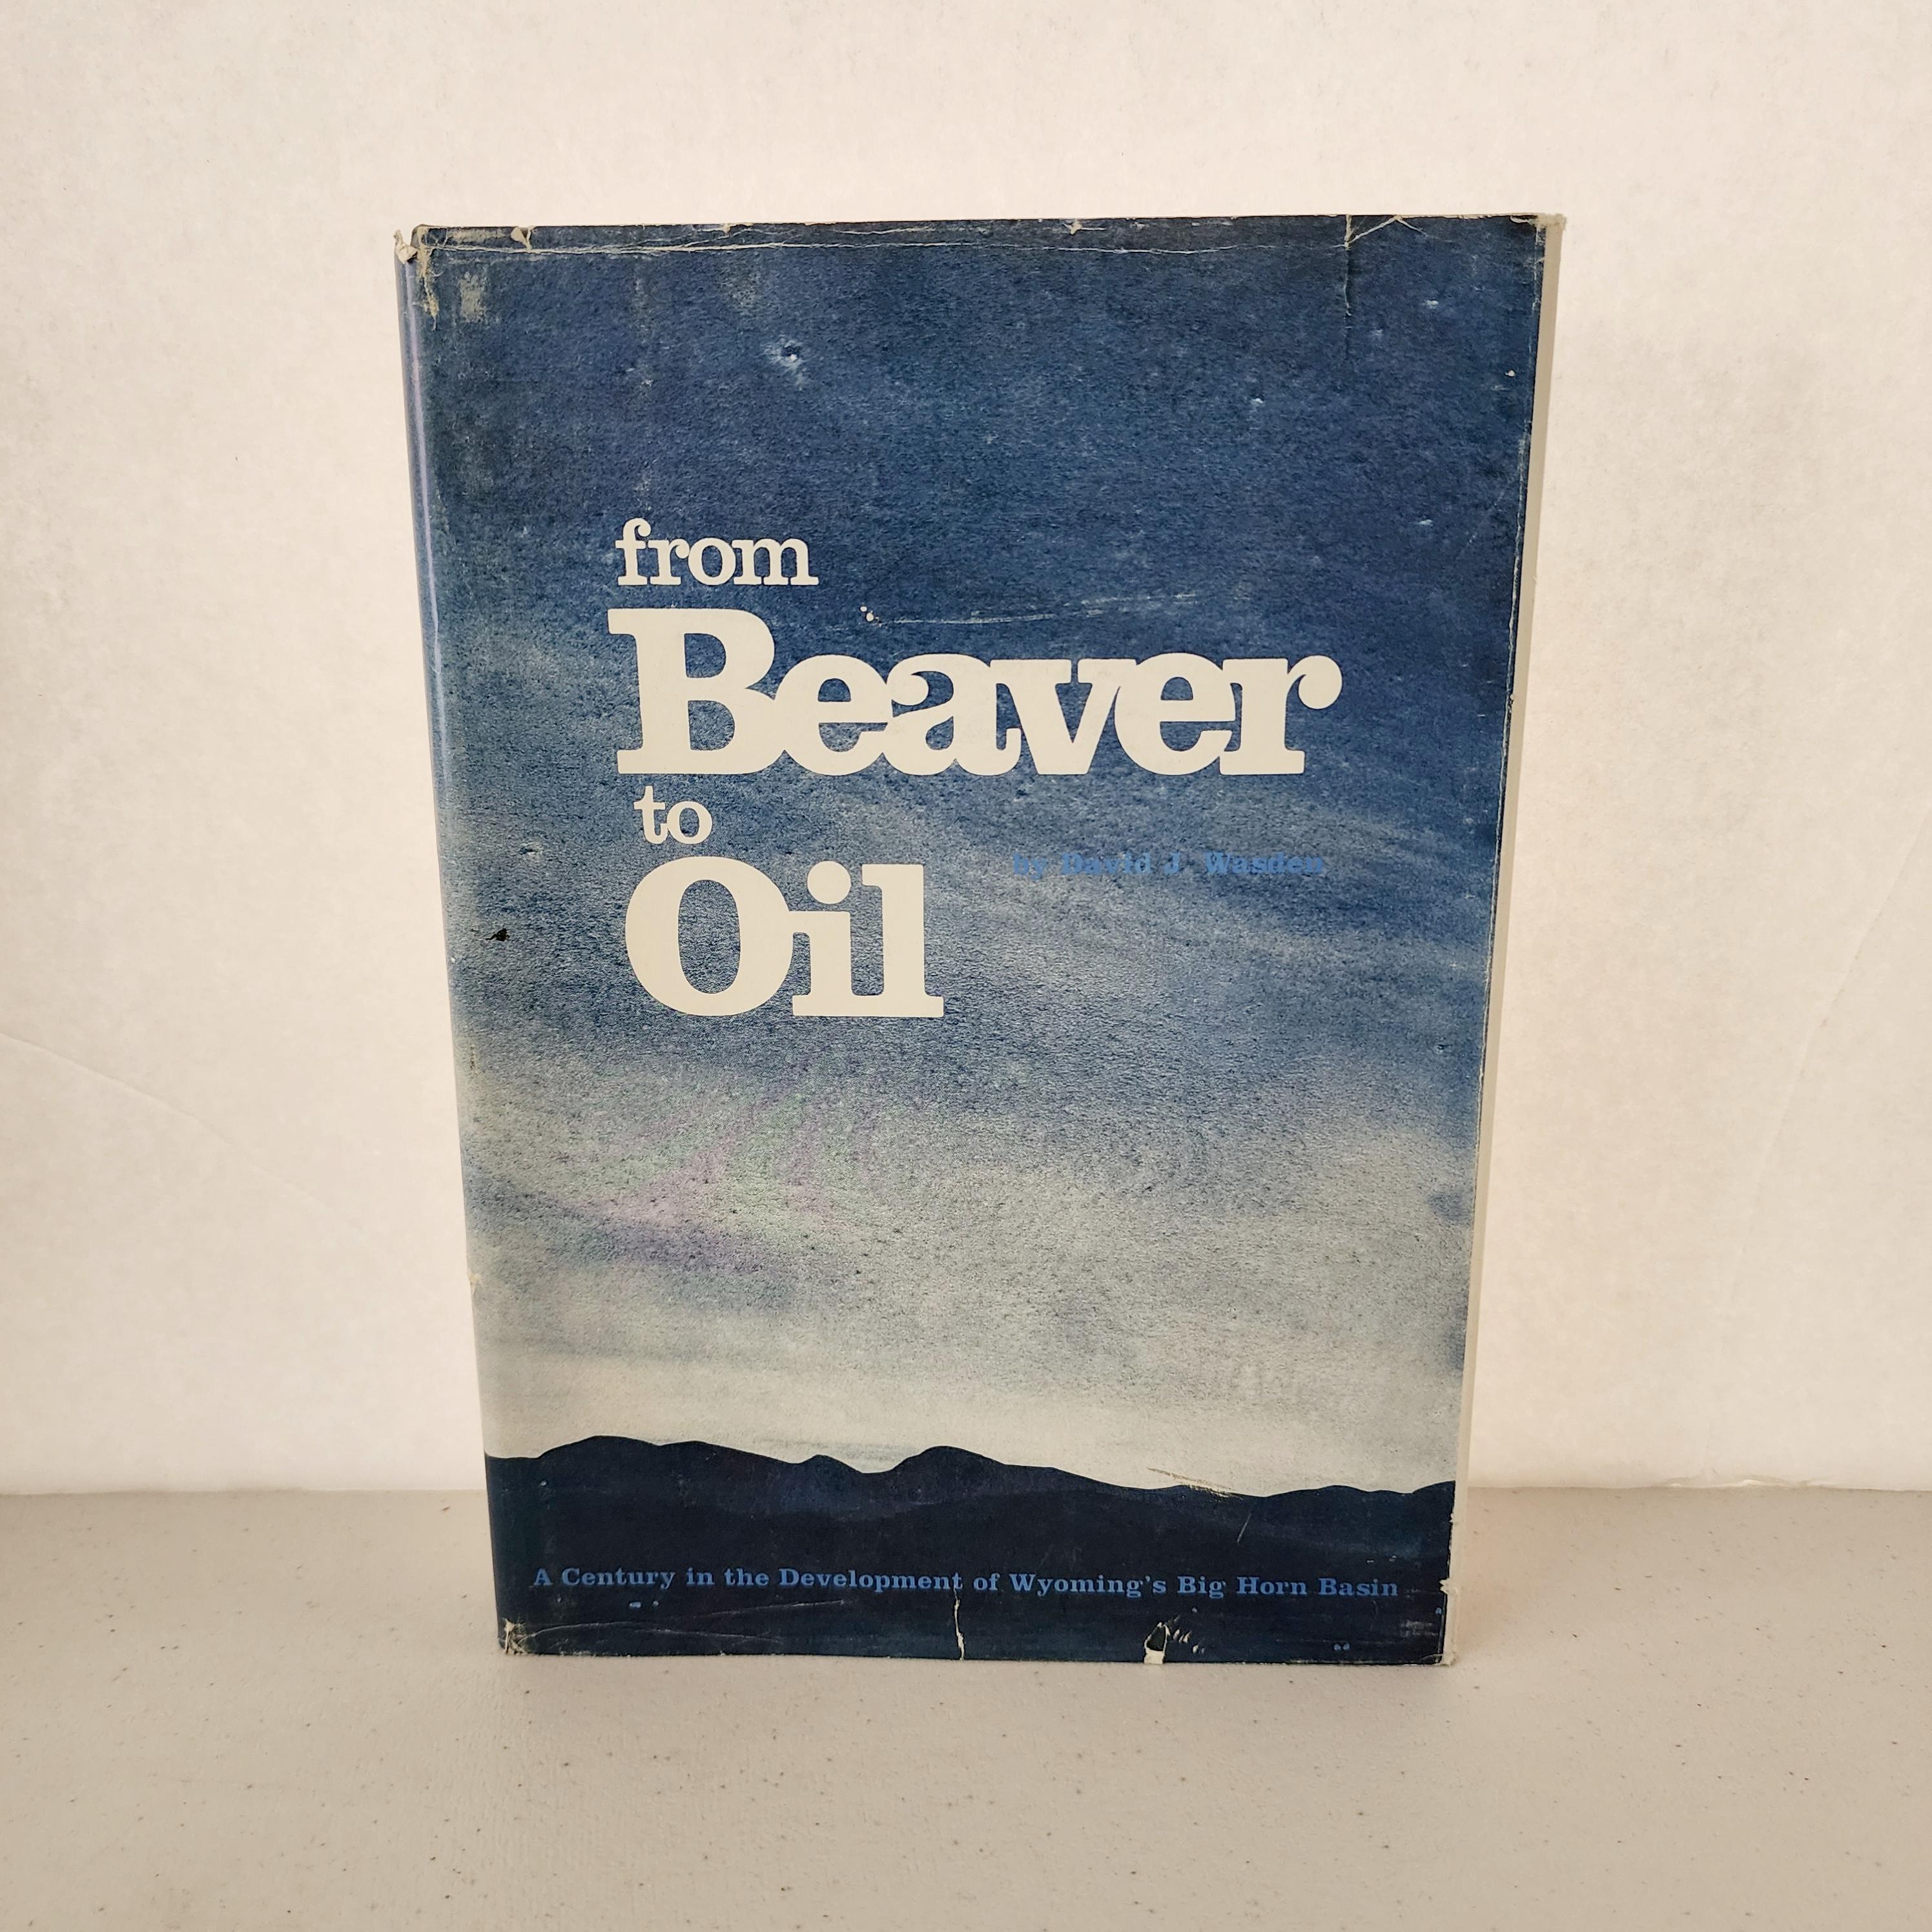 from
Beaver
to
Oil
by David J. Wasden
A Century in the Development of Wyoming's Big Horn Basin